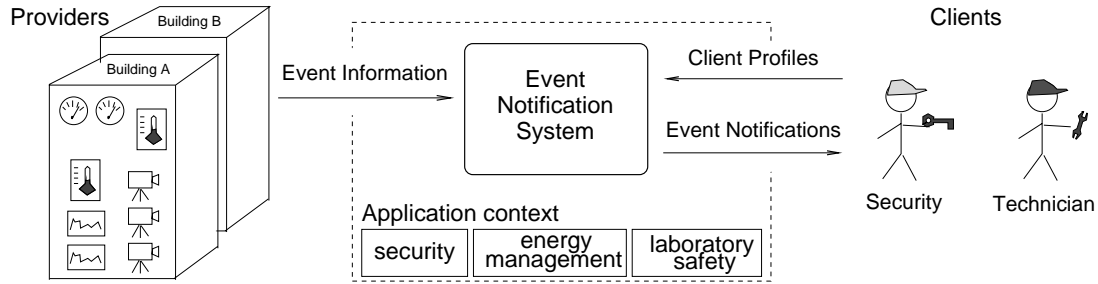 Providers
Building B
Building A
Event Information
Event
Notification
System
Client Profiles
Event Notifications
Clients
Security
Technician
Application context
security
energy
management
laboratory
safety